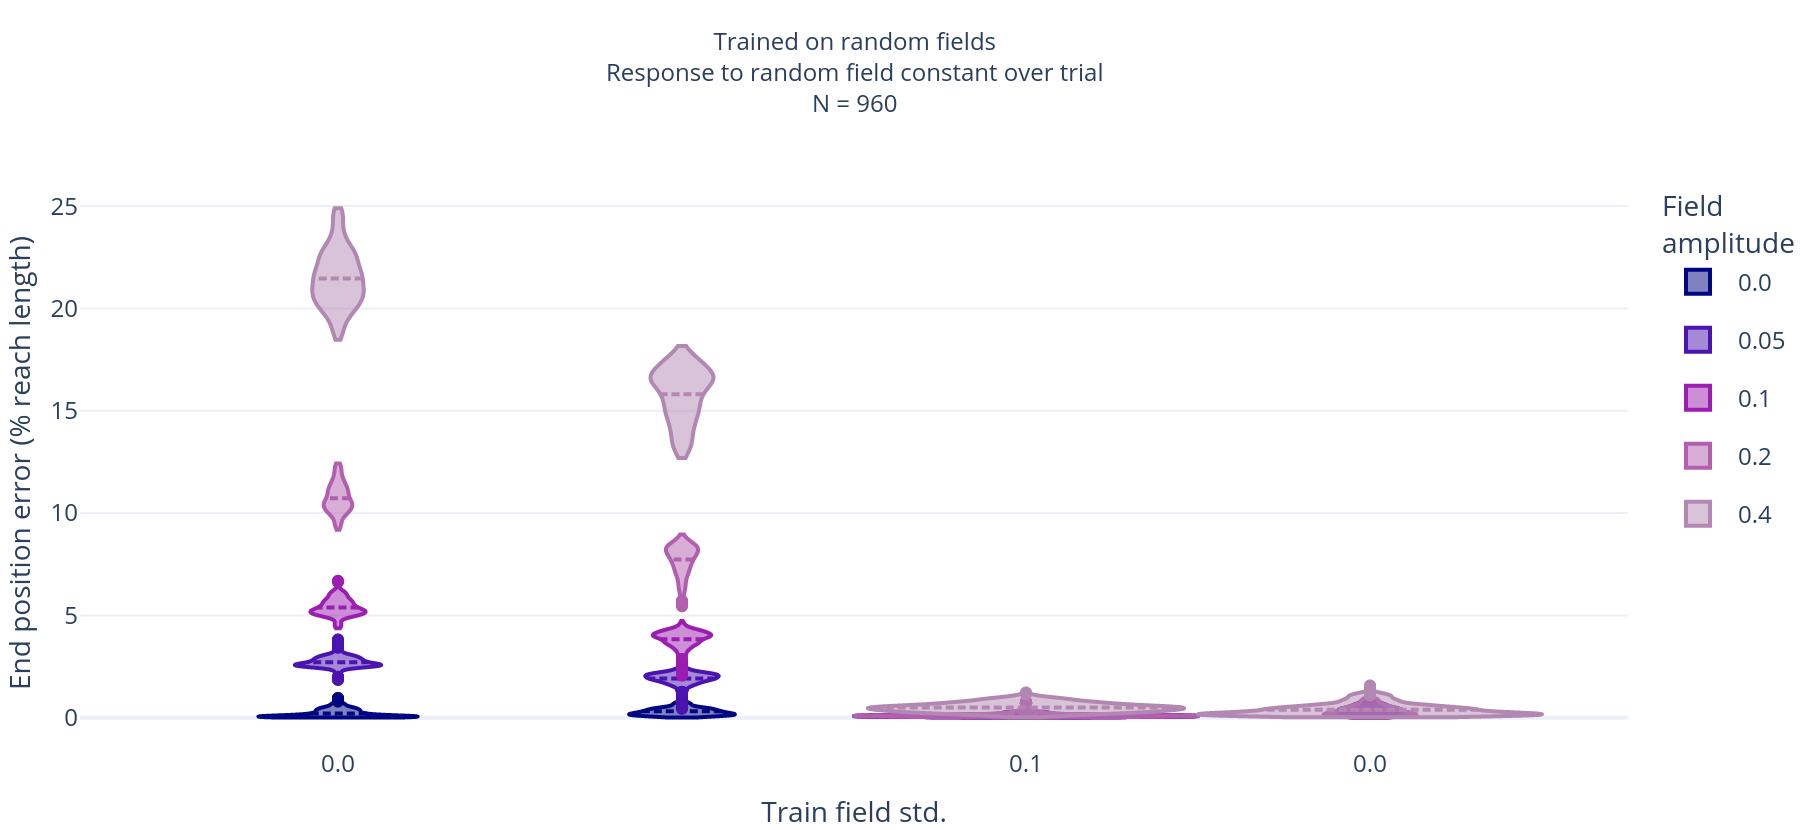 Trained on random fields
Response to random field constant over trial
N = 960
End position error (% reach length)
25
20
15
10
5
0
0.0
0.1
0.0
Train field std.
Field
amplitude
0.0
0.05
0.1
0.2
0.4